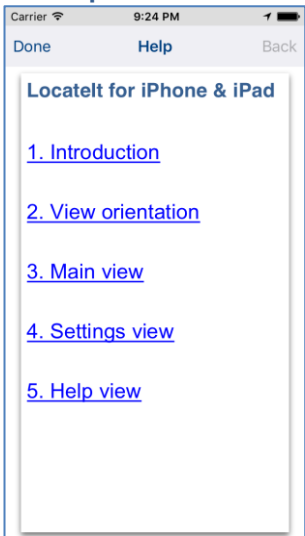 Carrier 9:24 PM
Done Help Back
LocateIt for iPhone & iPad
1. Introduction
2. View orientation
3. Main view
4. Settings view
5. Help view